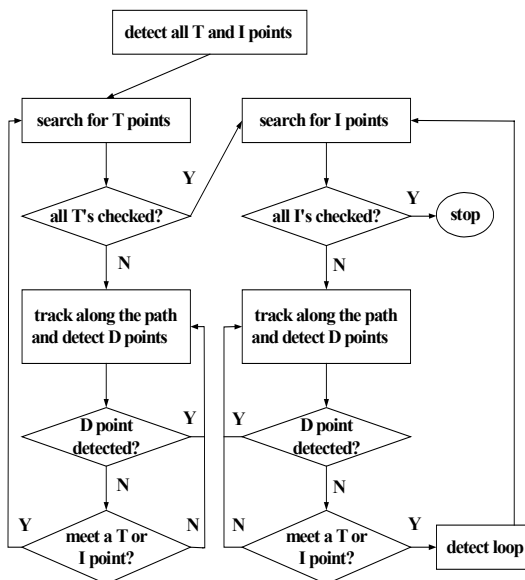 detect all T and I points
search for T points
search for I points
Y
all T's checked?
all I's checked?
Y
stop
N
N
track along the path
and detect D points
track along the path
and detect D points
D point
detected?
Y
Y
D point
detected?
N
N
Y
meet a T or
I point?
N
N
meet a T or
I point?
Y
detect loop